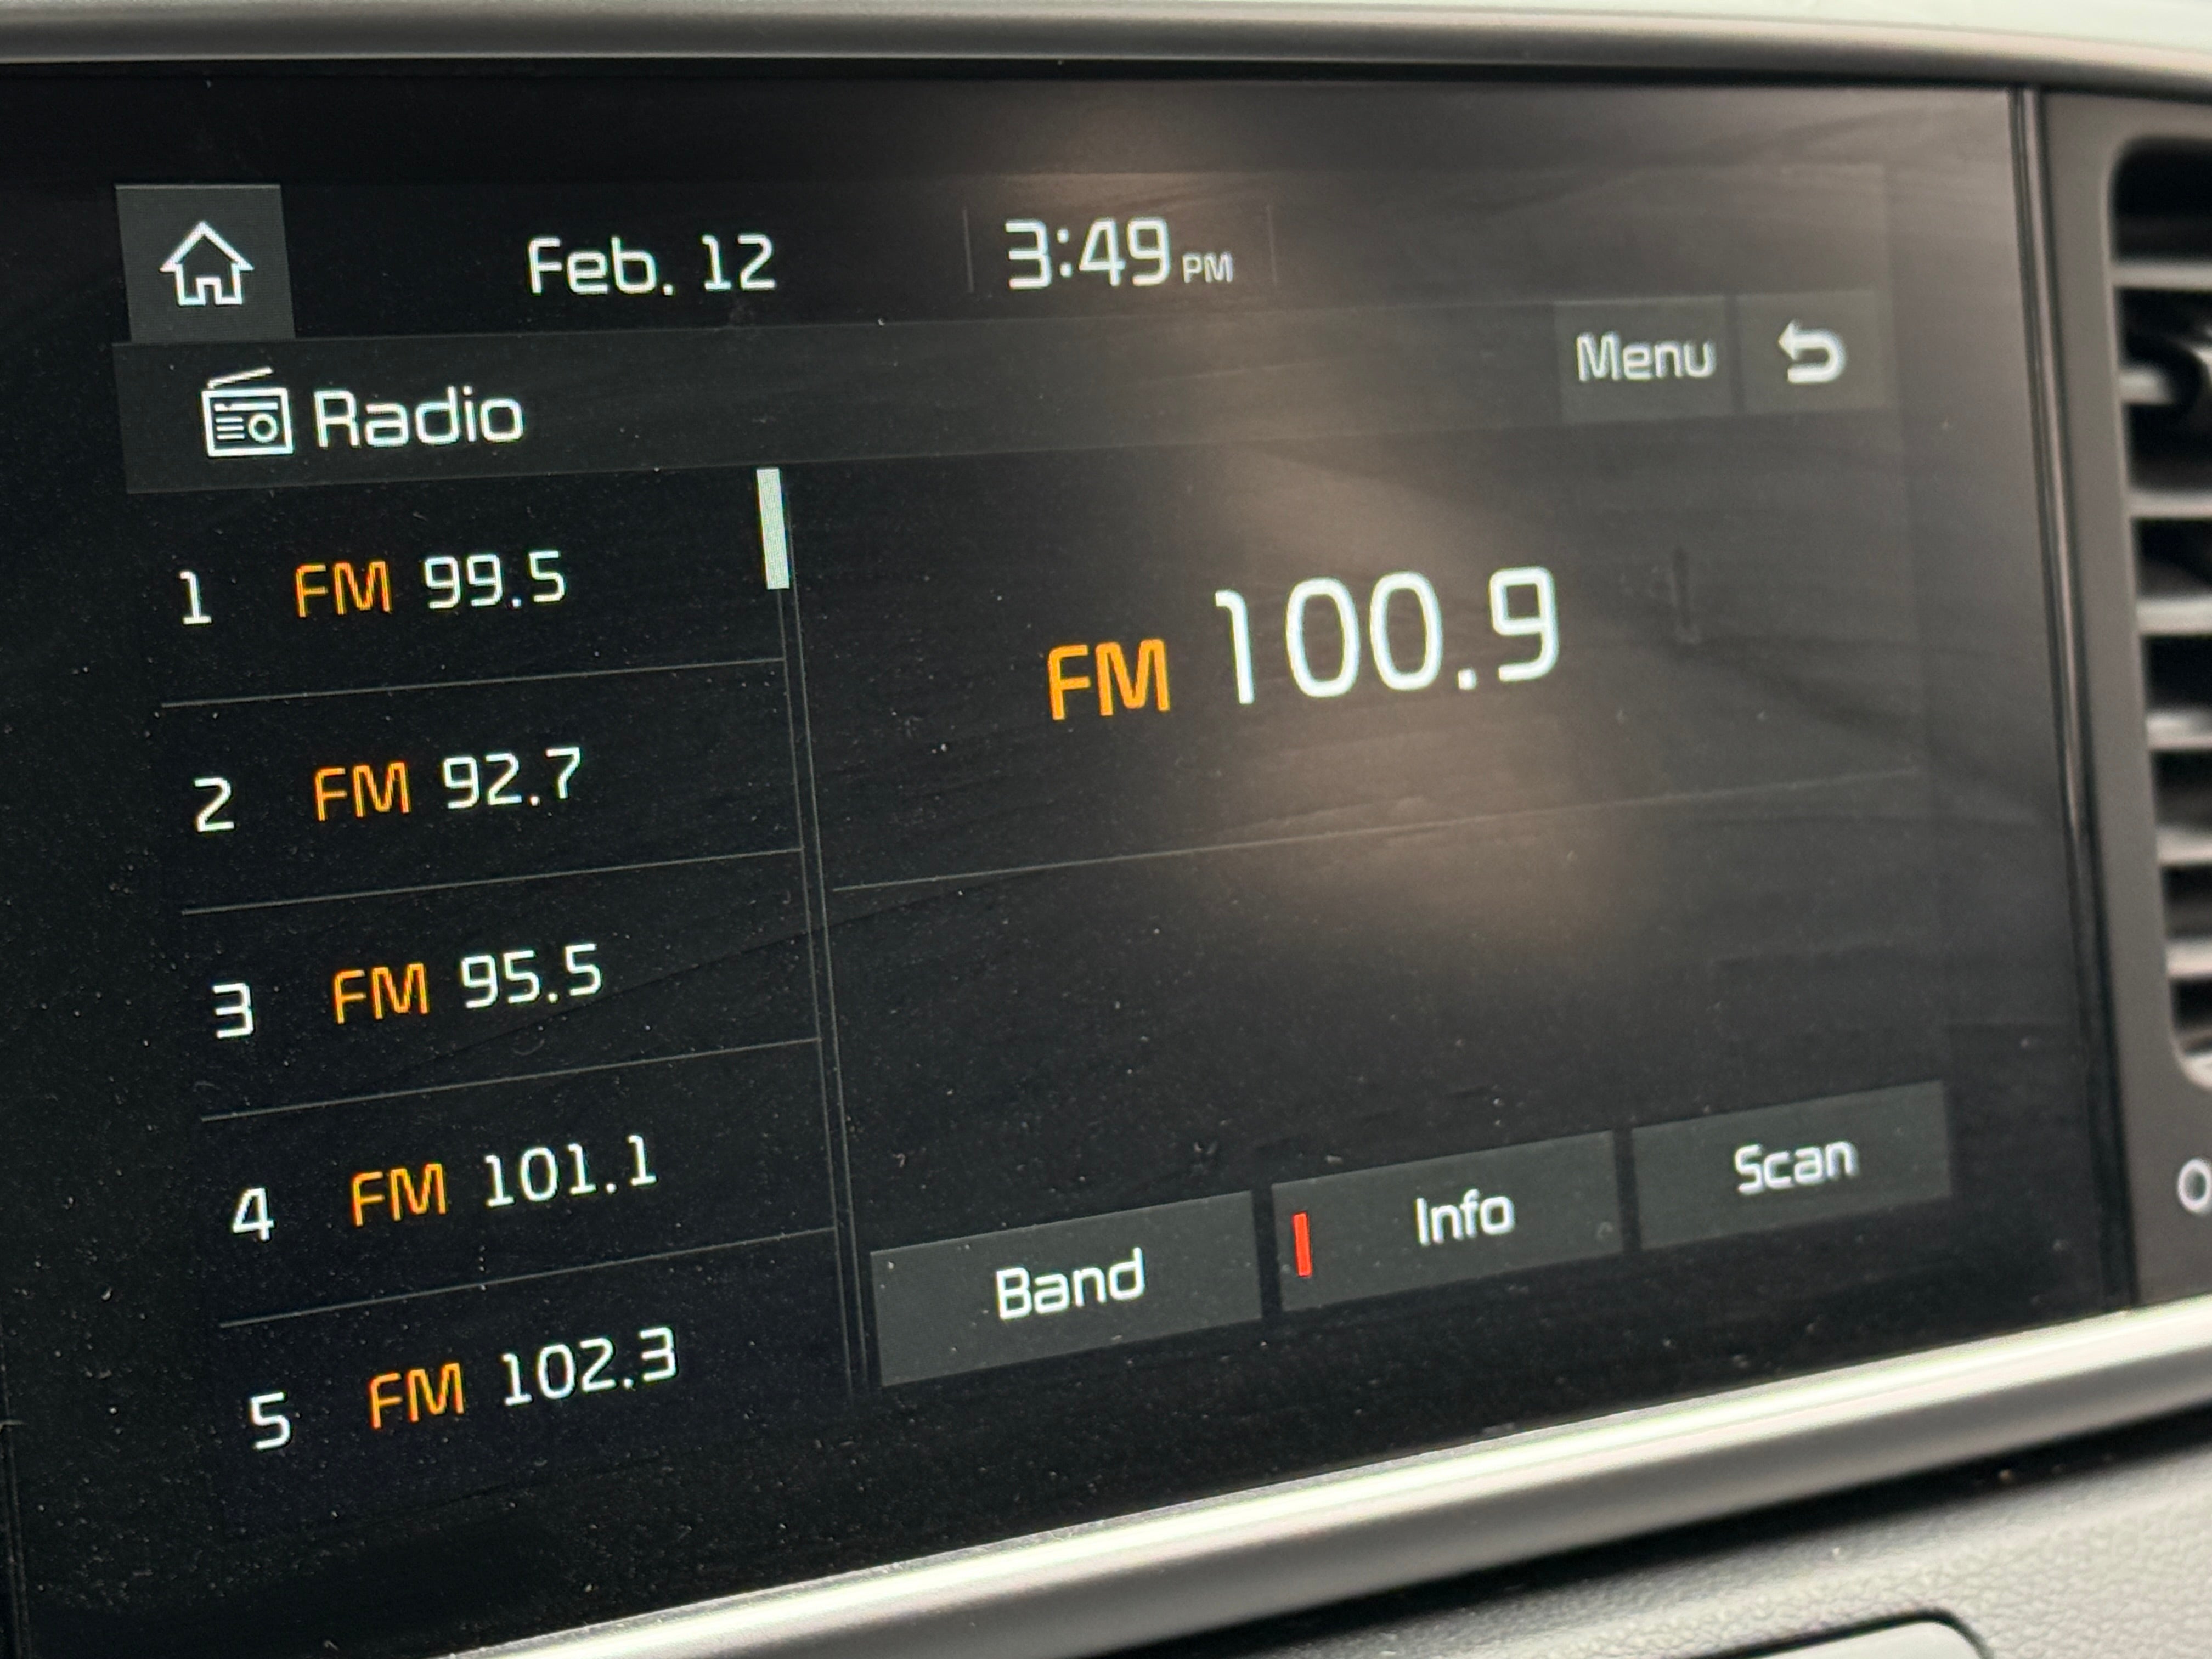 Feb. 12 3:49 PM
Radio Menu
1 FM 99.5
2 FM 92.7
3 FM 95.5
4 FM 101.1
5 FM 102.3
FM 100.9
Band Info Scan